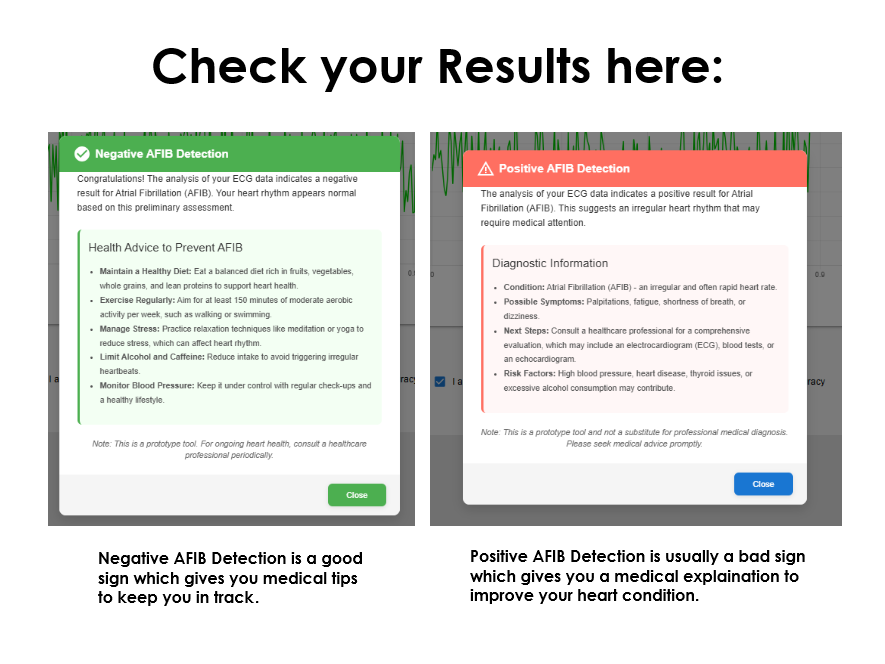 Check your Results here:
Negative AFIB Detection
Congratulations! The analysis of your ECG data indicates a negative
result for Atrial Fibrillation (AFIB). Your heart rhythm appears normal
based on this preliminary assessment.
Health Advice to Prevent AFIB
• Maintain a Healthy Diet: Eat a balanced diet rich in fruits, vegetables,
whole grains, and lean proteins to support heart health.
• Exercise Regularly: Aim for at least 150 minutes of moderate aerobic
activity per week, such as walking or swimming.
• Manage Stress: Practice relaxation techniques like meditation or yoga to
reduce stress, which can affect heart rhythm.
• Limit Alcohol and Caffeine: Reduce intake to avoid triggering irregular
heartbeats.
• Monitor Blood Pressure: Keep it under control with regular check-ups and
a healthy lifestyle.
Note: This is a prototype tool. For ongoing heart health, consult a healthcare
professional periodically.
Close
I a
racy
Positive AFIB Detection
The analysis of your ECG data indicates a positive result for Atrial
Fibrillation (AFIB). This suggests an irregular heart rhythm that may
require medical attention.
Diagnostic Information
• Condition: Atrial Fibrillation (AFIB) - an irregular and often rapid heart rate.
• Possible Symptoms: Palpitations, fatigue, shortness of breath, or
dizziness.
• Next Steps: Consult a healthcare professional for a comprehensive
evaluation, which may include an electrocardiogram (ECG), blood tests, or
an echocardiogram.
• Risk Factors: High blood pressure, heart disease, thyroid issues, or
excessive alcohol consumption may contribute.
Note: This is a prototype tool and not a substitute for professional medical diagnosis.
Please seek medical advice promptly.
Close
0.9
I a
racy
Negative AFIB Detection is a good
sign which gives you medical tips
to keep you in track.
Positive AFIB Detection is usually a bad sign
which gives you a medical explaination to
improve your heart condition.